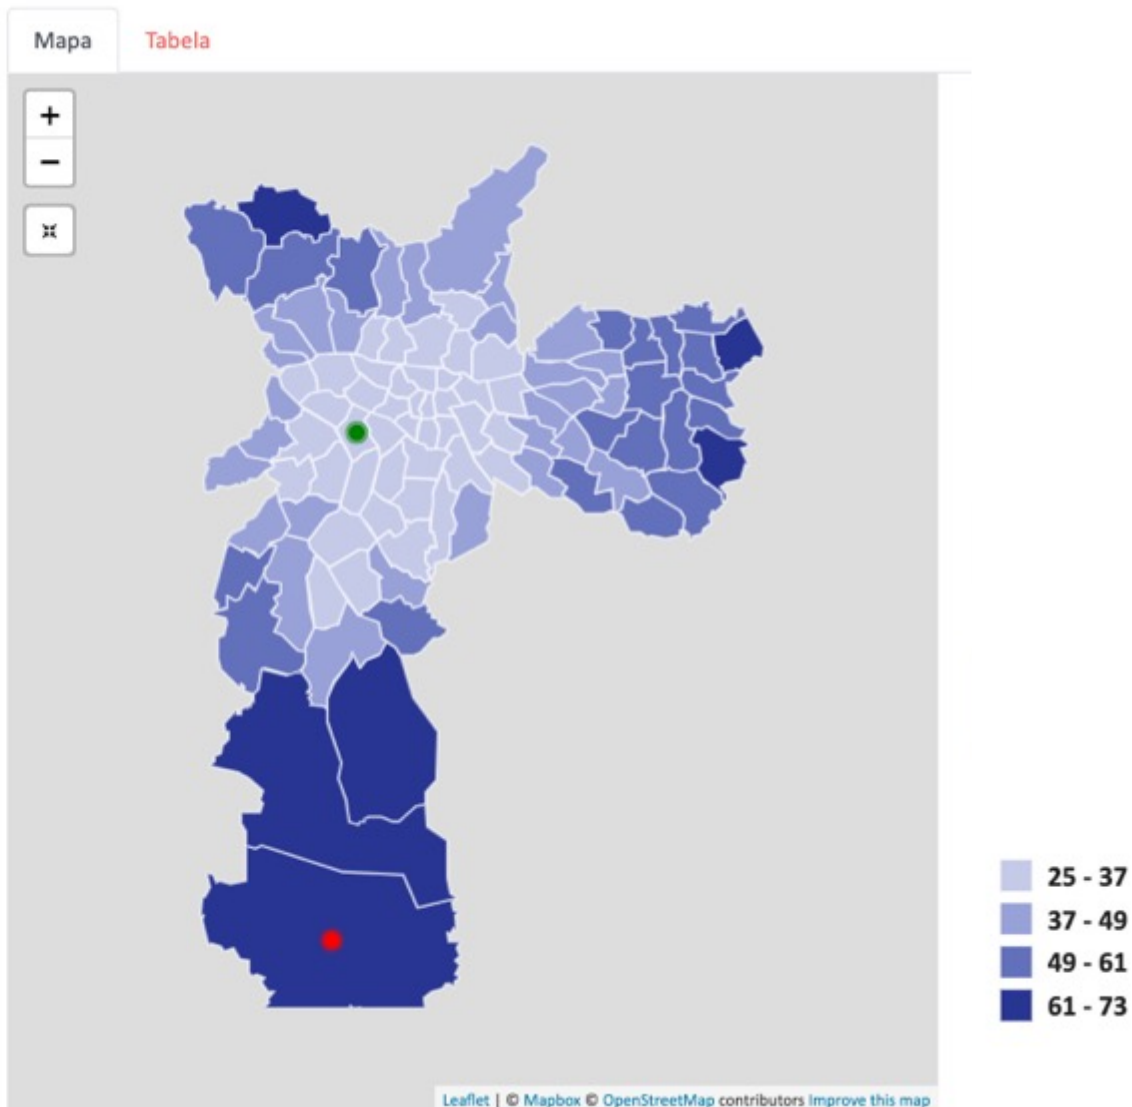 Mapa
Tabela
+
−
25 - 37
37 - 49
49 - 61
61 - 73
Leaflet | © Mapbox © OpenStreetMap contributors Improve this map